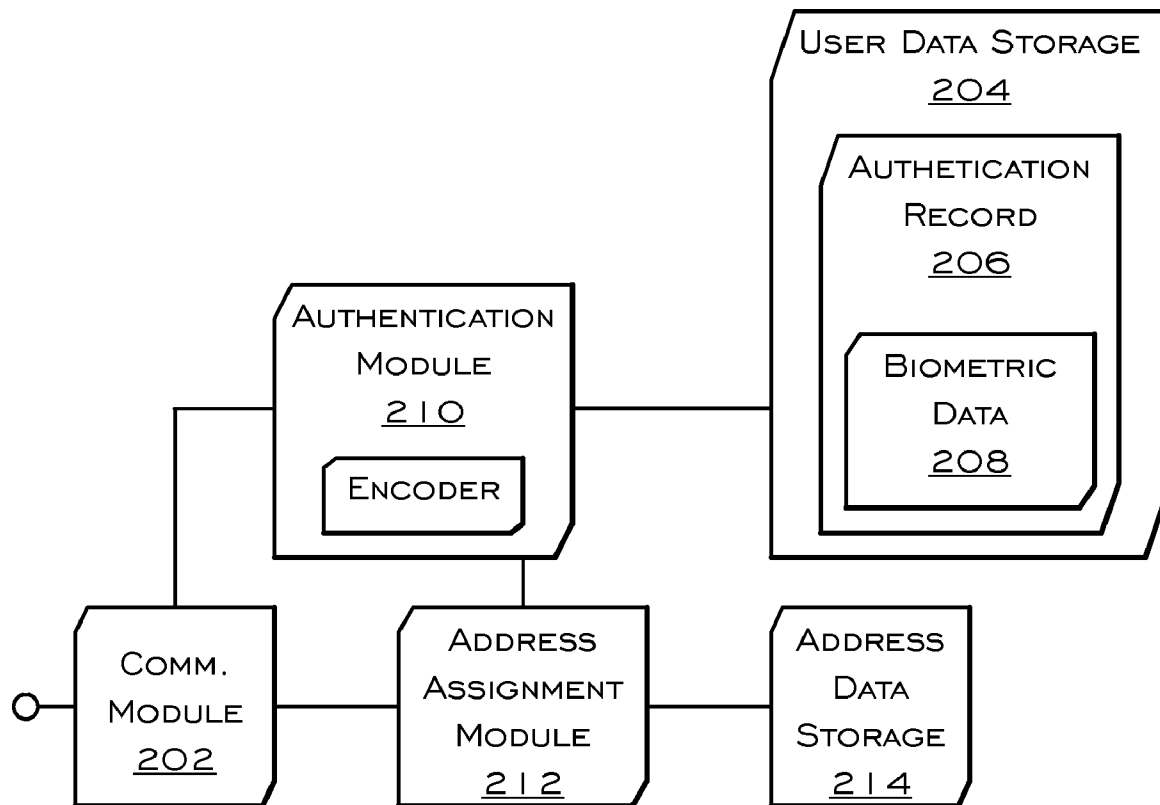 USER DATA STORAGE
204
AUTHETICATION
RECORD
206
BIOMETRIC
DATA
208
AUTHENTICATION
MODULE
210
ENCODER
COMM.
MODULE
202
ADDRESS
ASSIGNMENT
MODULE
212
ADDRESS
DATA
STORAGE
214